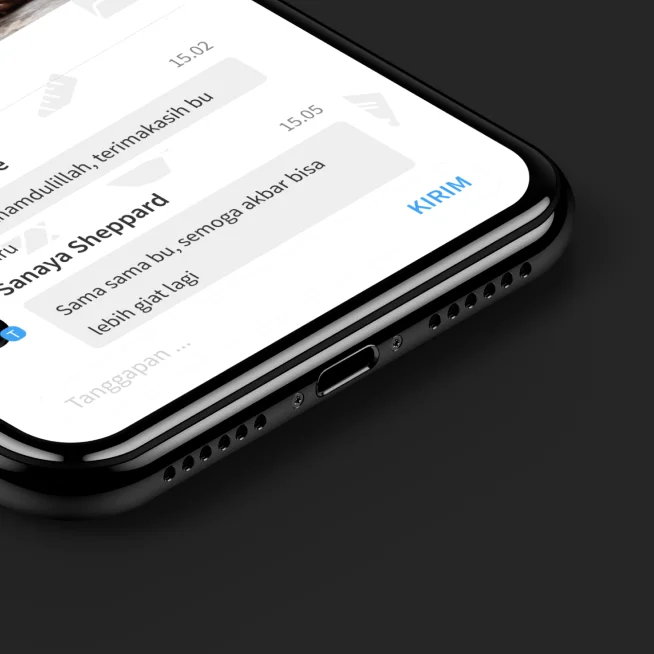 15.02
hamdulillah, terimakasih bu
15.05
Sanaya Sheppard
Sama sama bu, semoga akbar bisa
lebih giat lagi
T
Tanggapan ...
KIRIM